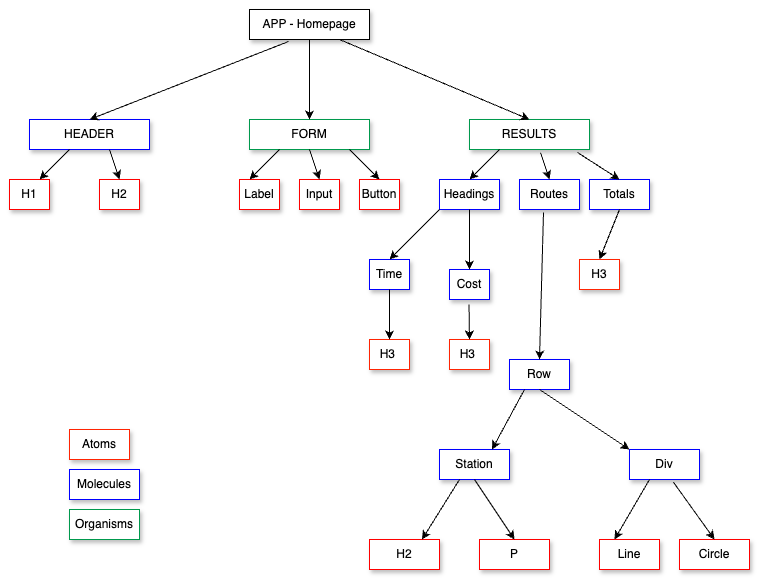 APP - Homepage
HEADER
FORM
RESULTS
H1
H2
Label
Input
Button
Headings
Routes
Totals
Time
Cost
H3
H3
H3
Row
Station
Div
H2
P
Line
Circle
Atoms
Molecules
Organisms